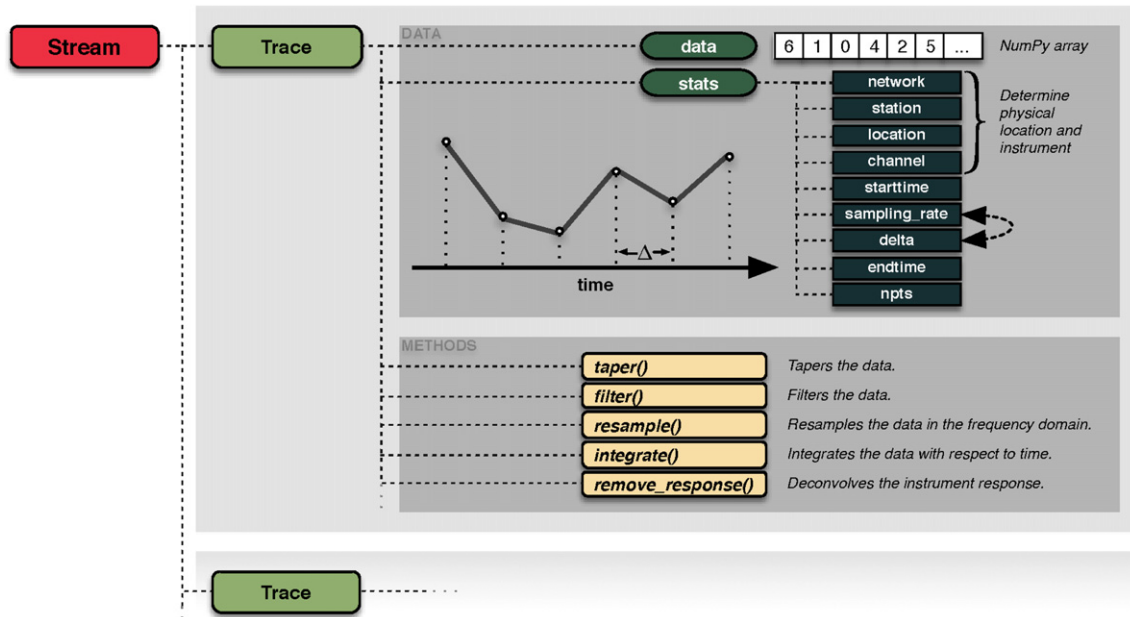 Stream
Trace
DATA
data
6 1 0 4 2 5 ...
NumPy array
stats
network
station
location
channel
Determine
physical
location and
instrument
starttime
sampling_rate
delta
endtime
npts
Δ
time
METHODS
taper()
Tapers the data.
filter()
Filters the data.
resample()
Resamples the data in the frequency domain.
integrate()
Integrates the data with respect to time.
remove_response()
Deconvolves the instrument response.
Trace